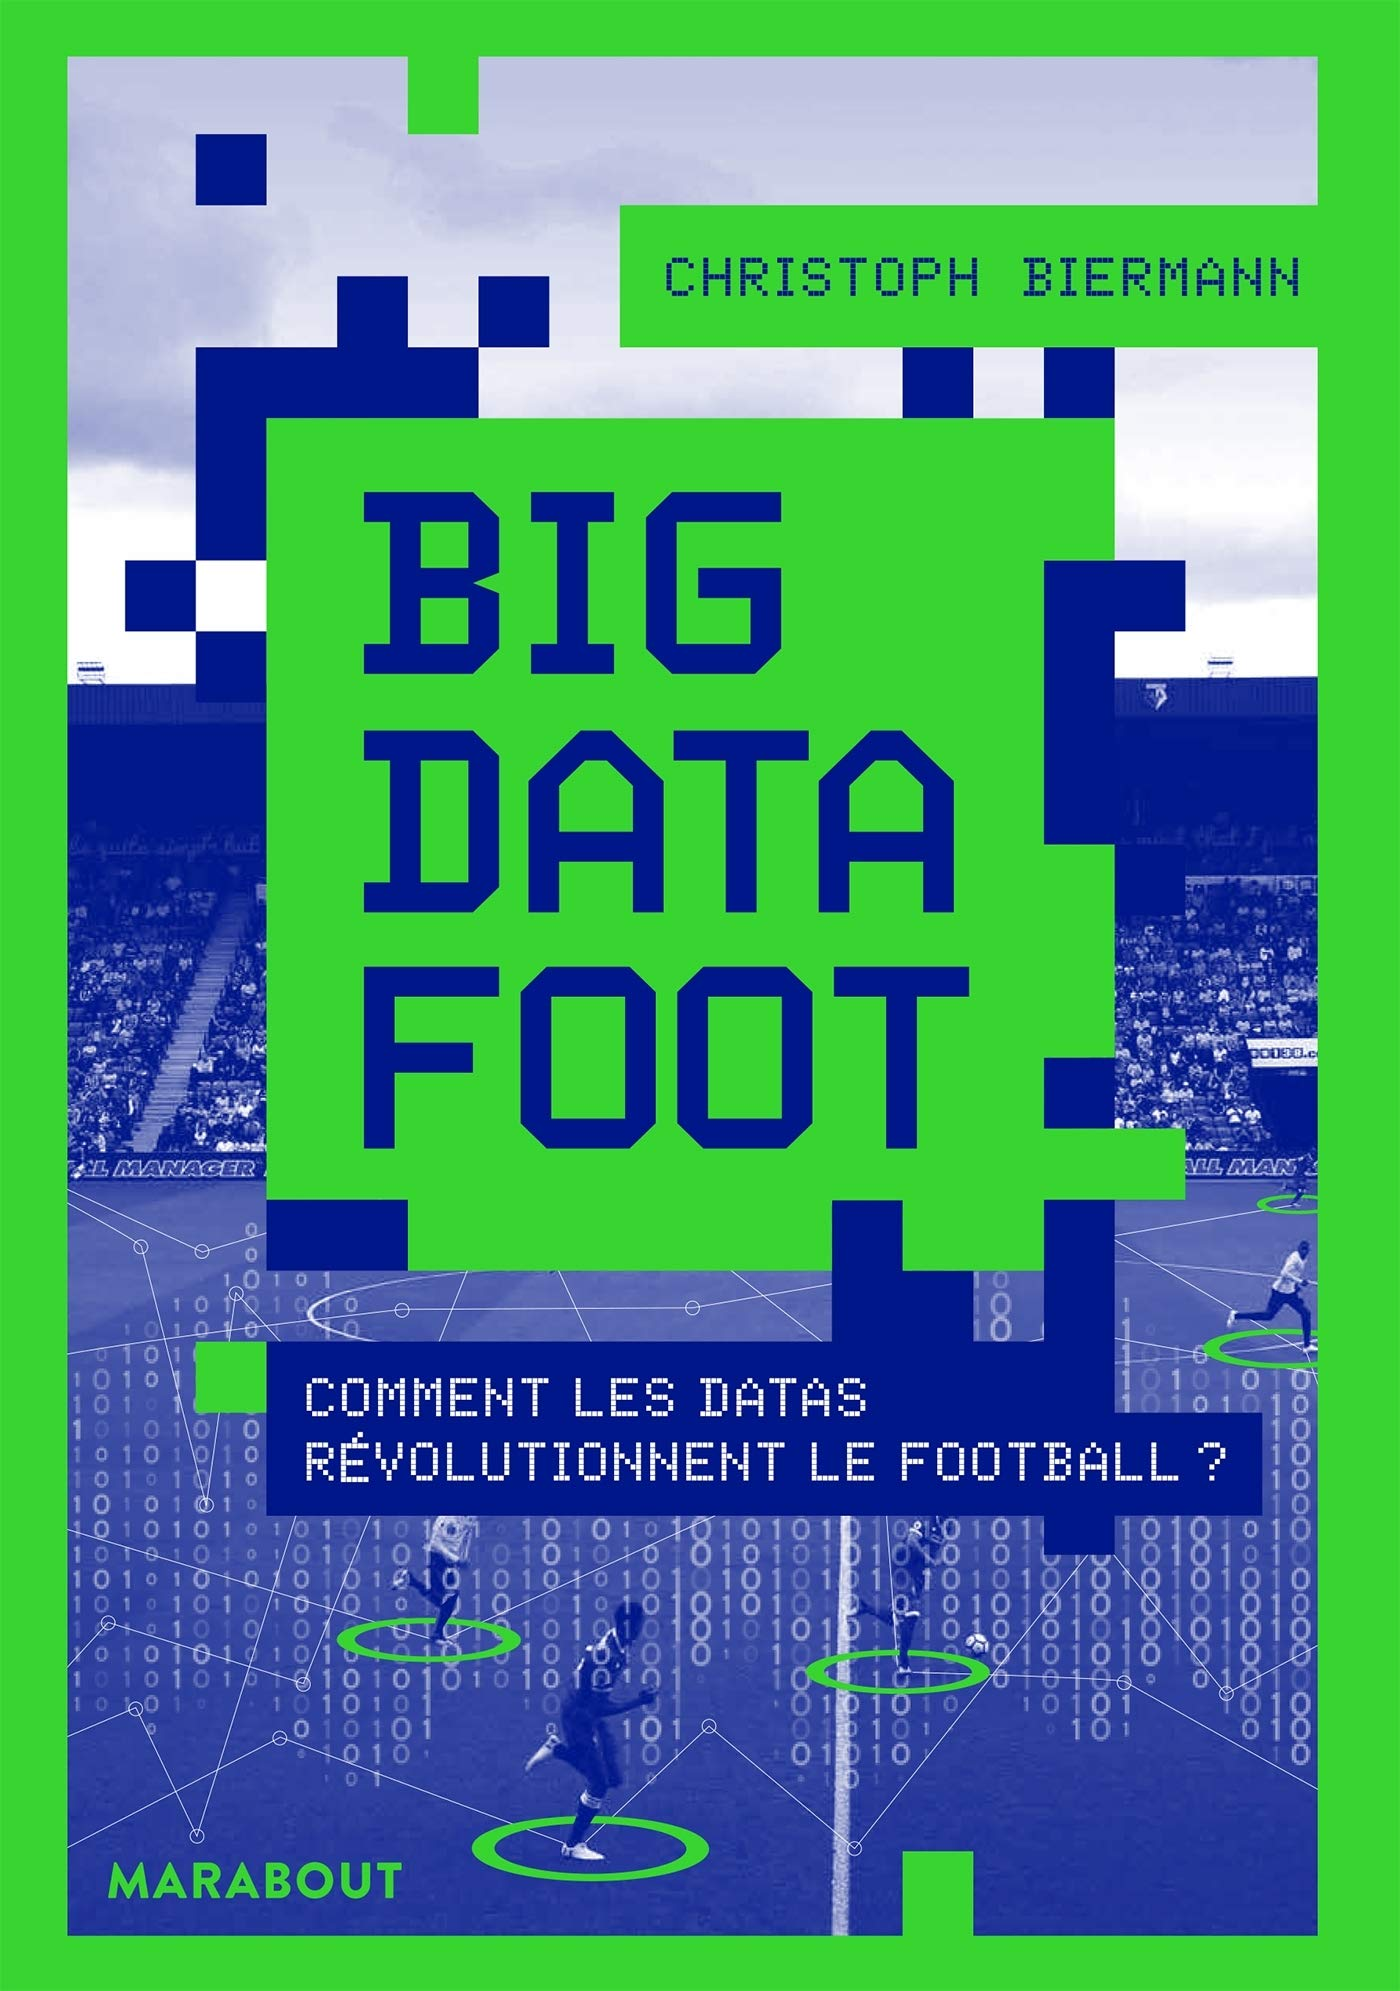 CHRISTOPH BIERMANN
BIG
DATA
FOOT
COMMENT LES DATAS
RÉVOLUTIONNENT LE FOOTBALL ?
MARABOUT